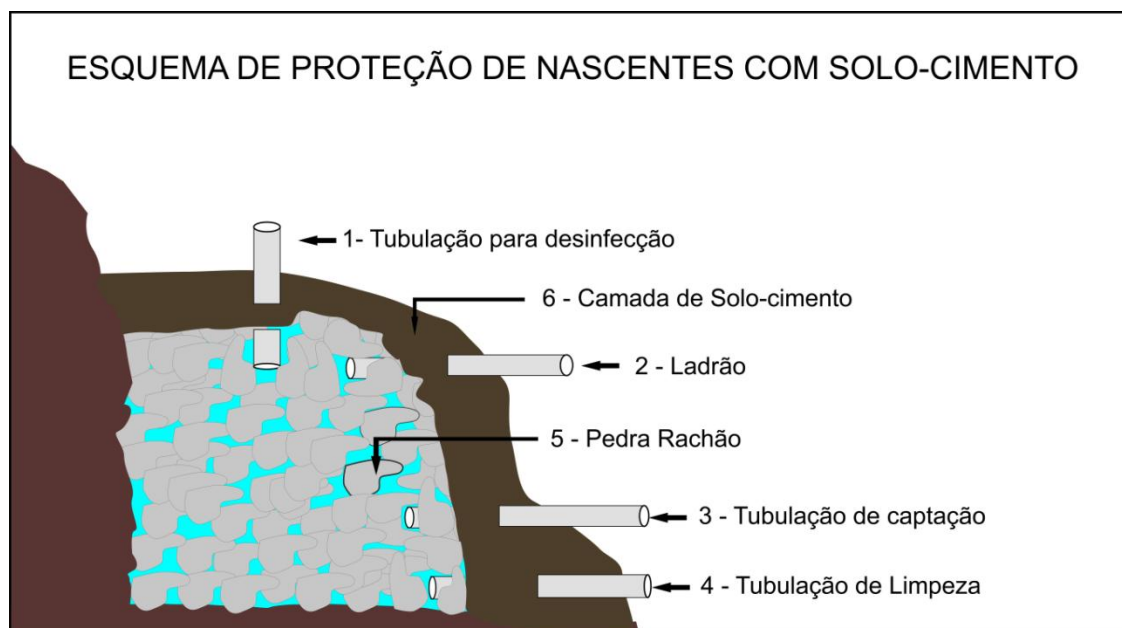 ESQUEMA DE PROTEÇÃO DE NASCENTES COM SOLO-CIMENTO
1- Tubulação para desinfecção
6 - Camada de Solo-cimento
2 - Ladrão
5 - Pedra Rachão
3 - Tubulação de captação
4 - Tubulação de Limpeza